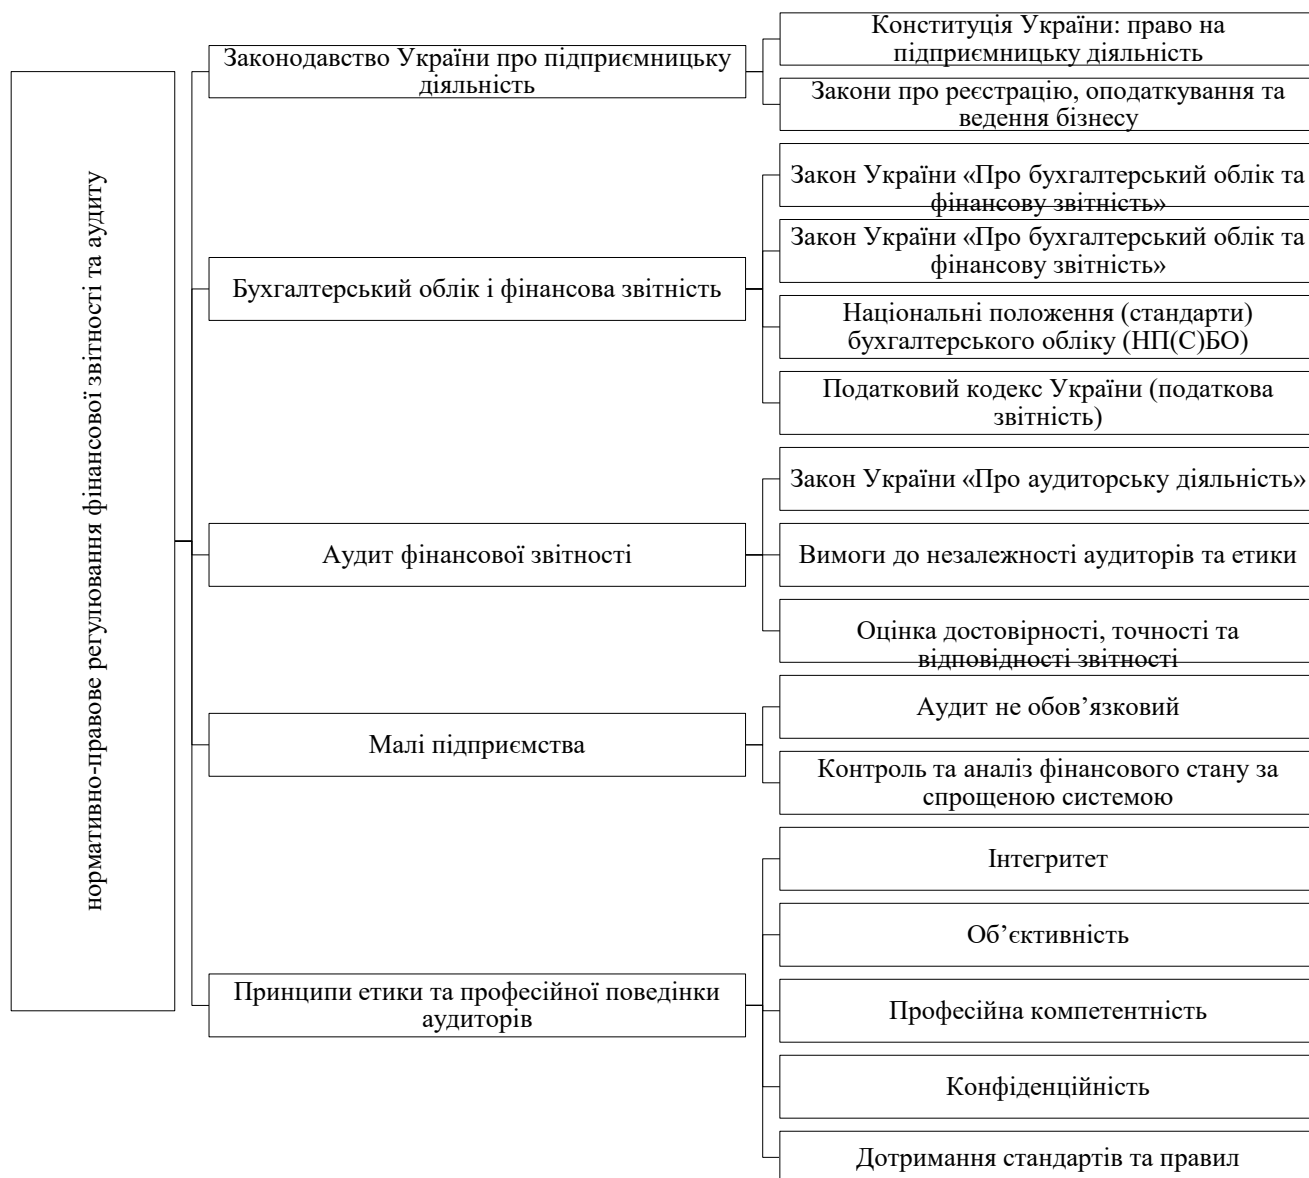 нормативно-правове регулювання фінансової звітності та аудиту
Законодавство України про підприємницьку
діяльність
Конституція України: право на
підприємницьку діяльність
Закони про реєстрацію, оподаткування та
ведення бізнесу
Бухгалтерський облік і фінансова звітність
Закон України «Про бухгалтерський облік та
фінансову звітність»
Закон України «Про бухгалтерський облік та
фінансову звітність»
Національні положення (стандарти)
бухгалтерського обліку (НП(С)БО)
Податковий кодекс України (податкова
звітність)
Аудит фінансової звітності
Закон України «Про аудиторську діяльність»
Вимоги до незалежності аудиторів та етики
Оцінка достовірності, точності та
відповідності звітності
Малі підприємства
Аудит не обов’язковий
Контроль та аналіз фінансового стану за
спрощеною системою
Принципи етики та професійної поведінки
аудиторів
Інтегритет
Об’єктивність
Професійна компетентність
Конфіденційність
Дотримання стандартів та правил